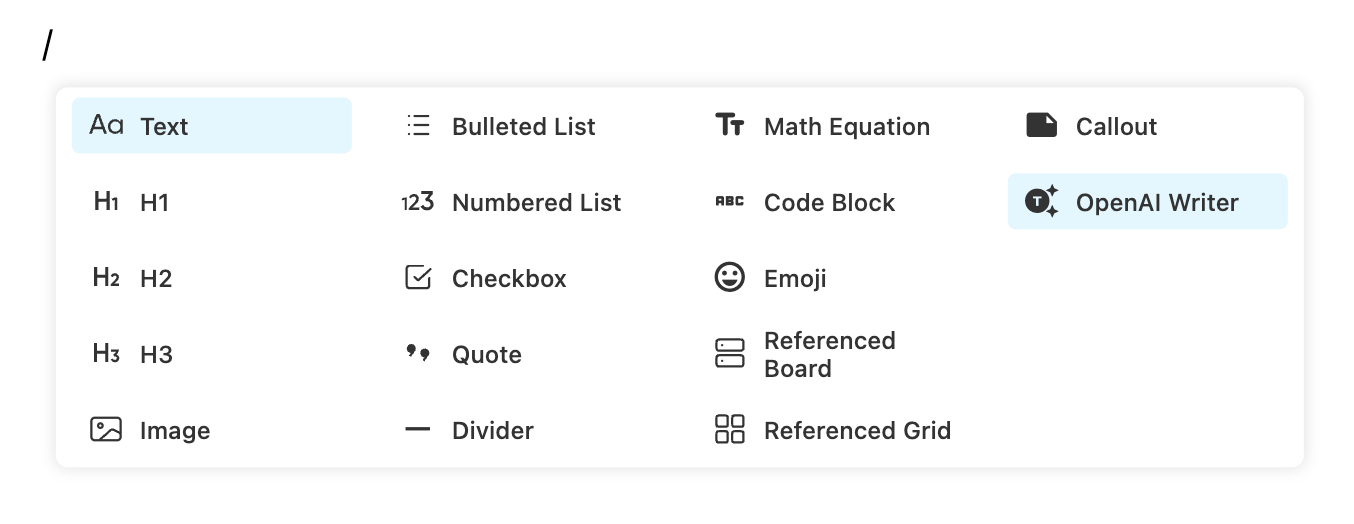 /
Aa Text
H1 H1
H2 H2
H3 H3
Image
Bulleted List
123 Numbered List
Checkbox
Quote
Divider
TT Math Equation
ABC Code Block
Emoji
Referenced
Board
Referenced Grid
Callout
T OpenAI Writer